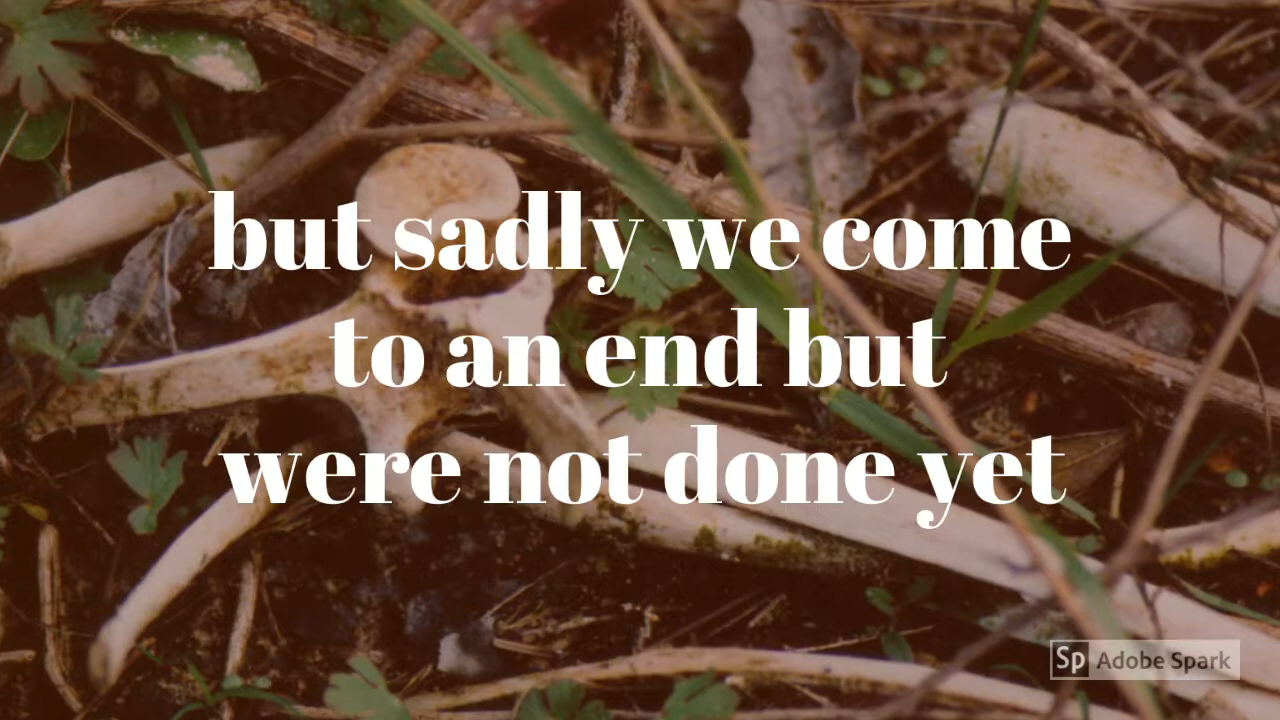 but sadly we come
to an end but
were not done yet
Sp Adobe Spark